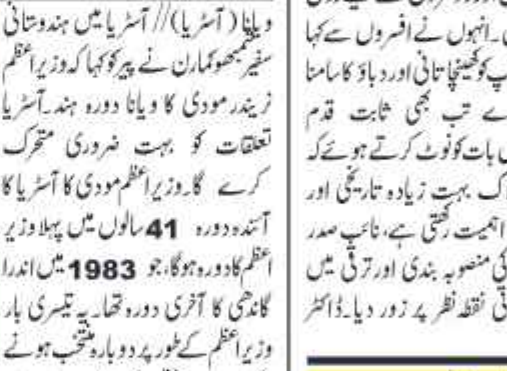 ویانا (آسٹریا)// آسٹریا میں ہندوستانی
سفیر شمبھو کمارن نے پیر کو کہا کہ وزیراعظم
نریندر مودی کا ویانا دورہ ہند۔آسٹریا
تعلقات کو بہت ضروری متحرک
کرے گا۔وزیراعظم مودی کا آسٹریا کا
آئندہ دورہ 41 سالوں میں پہلا وزیر
اعظم کا دورہ ہوگا، جو 1983 میں اندرا
گاندھی کا آخری دورہ تھا۔ یہ تیسری بار
وزیراعظم کے طور پر دوبارہ منتخب ہونے
۔انہوں نے افسروں سے کہا
پ کو کھینچا تانی اور دباؤ کا سامنا
ے تب بھی ثابت قدم
بات کو نوٹ کرتے ہوئے کہ
ک بہت زیادہ تاریخی اور
اہمیت رکھتی ہے، نائب صدر
کی منصوبہ بندی اور ترقی میں
نقطہ نظر پر زور دیا۔ڈاکٹر